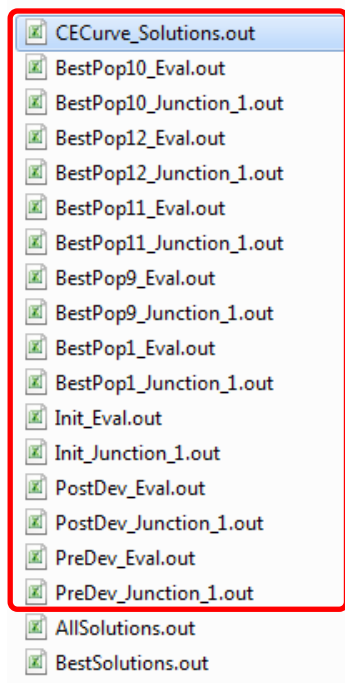 CECurve_Solutions.out
BestPop10_Eval.out
BestPop10_Junction_1.out
BestPop12_Eval.out
BestPop12_Junction_1.out
BestPop11_Eval.out
BestPop11_Junction_1.out
BestPop9_Eval.out
BestPop9_Junction_1.out
BestPop1_Eval.out
BestPop1_Junction_1.out
Init_Eval.out
Init_Junction_1.out
PostDev_Eval.out
PostDev_Junction_1.out
PreDev_Eval.out
PreDev_Junction_1.out
AllSolutions.out
BestSolutions.out